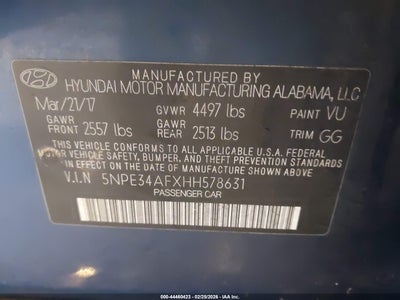 MANUFACTURED BY
HYUNDAI MOTOR MANUFACTURING ALABAMA, LLC
Mar/21/17 GVWR 4497 lbs PAINT VU
GAWR FRONT 2557 lbs GAWR REAR 2513 lbs TRIM GG
THIS VEHICLE CONFORMS TO ALL APPLICABLE U.S.A. FEDERAL
MOTOR VEHICLE SAFETY, BUMPER, AND THEFT PREVENTION STANDARDS
IN EFFECT ON THE DATE OF MANUFACTURE SHOWN ABOVE.
V.I.N 5NPE34AFXHH578631
PASSENGER CAR
000-44460423 - 02/29/2026 - IAA Inc.